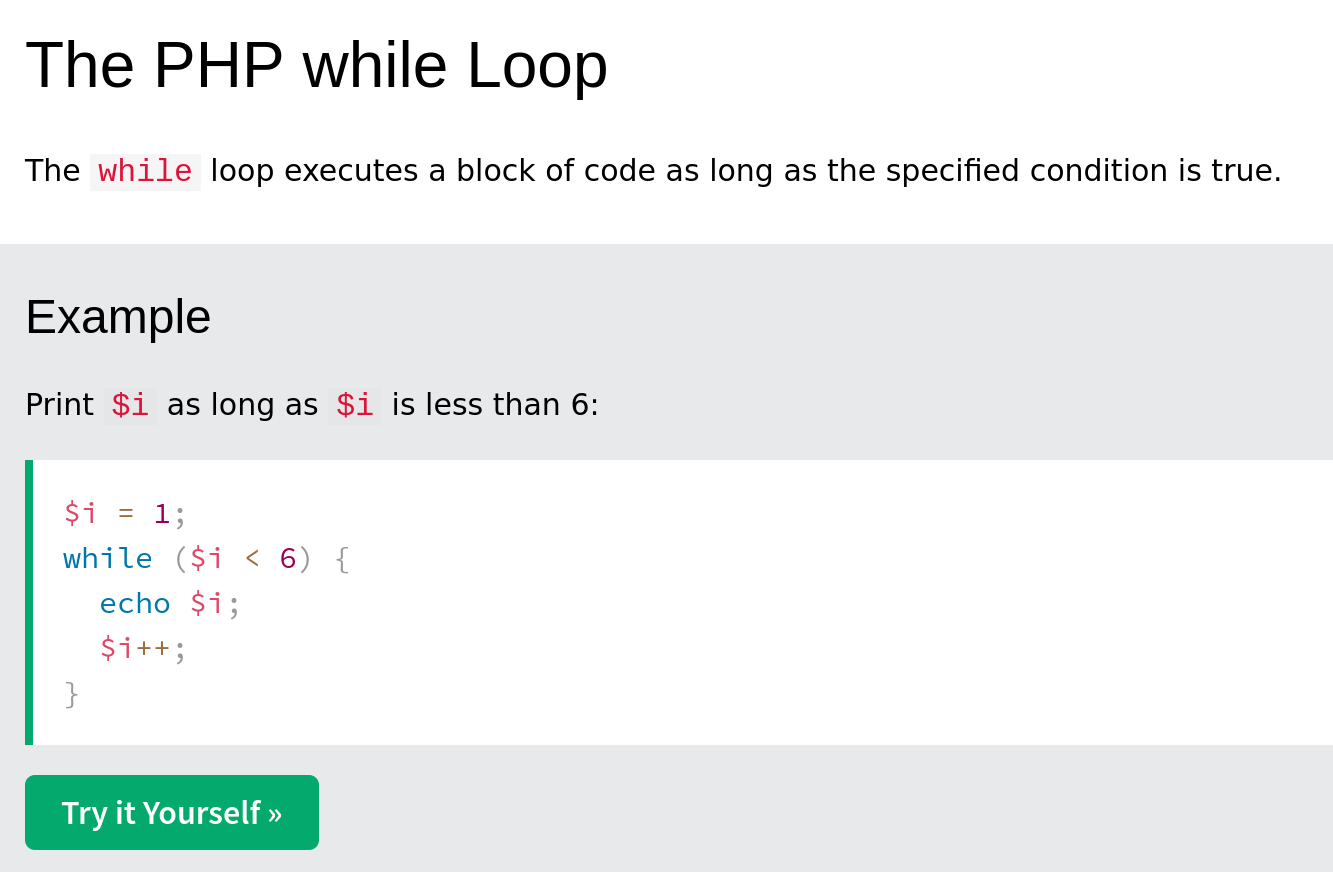 The PHP while Loop
The while loop executes a block of code as long as the specified condition is true.
Example
Print $i as long as $i is less than 6:
$i = 1;
while ($i < 6) {
  echo $i;
  $i++;
}
Try it Yourself »